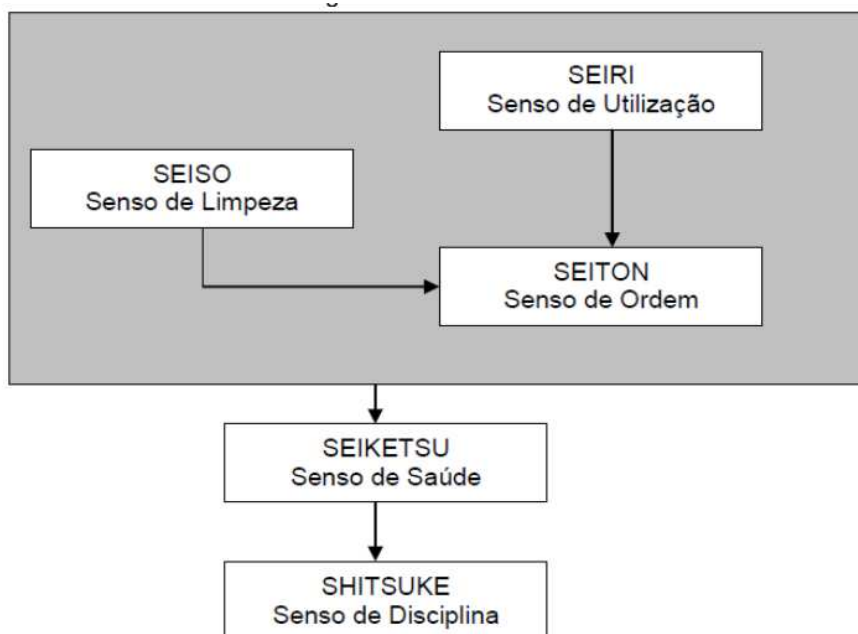 SEIRI
Senso de Utilização
SEISO
Senso de Limpeza
SEITON
Senso de Ordem
SEIKETSU
Senso de Saúde
SHITSUKE
Senso de Disciplina